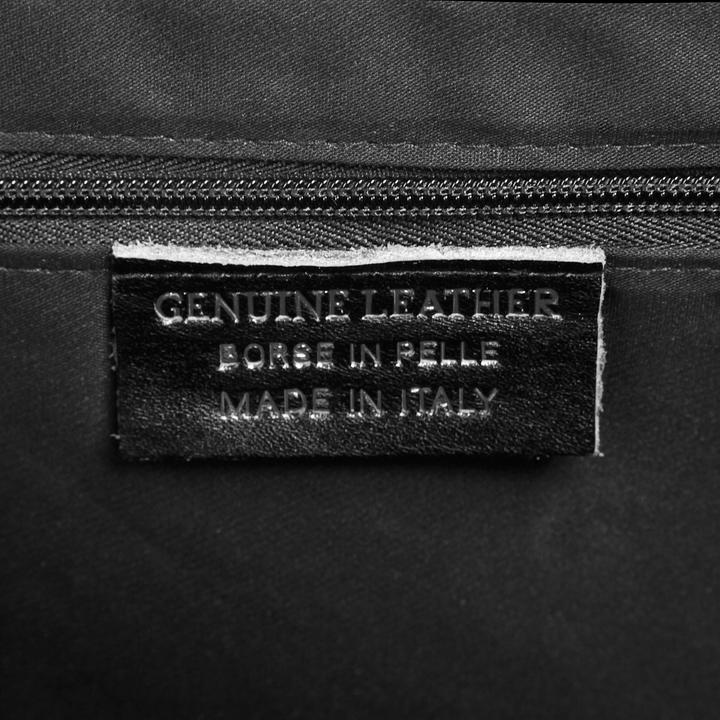 GENUINE LEATHER
BORSE IN PELLE
MADE IN ITALY